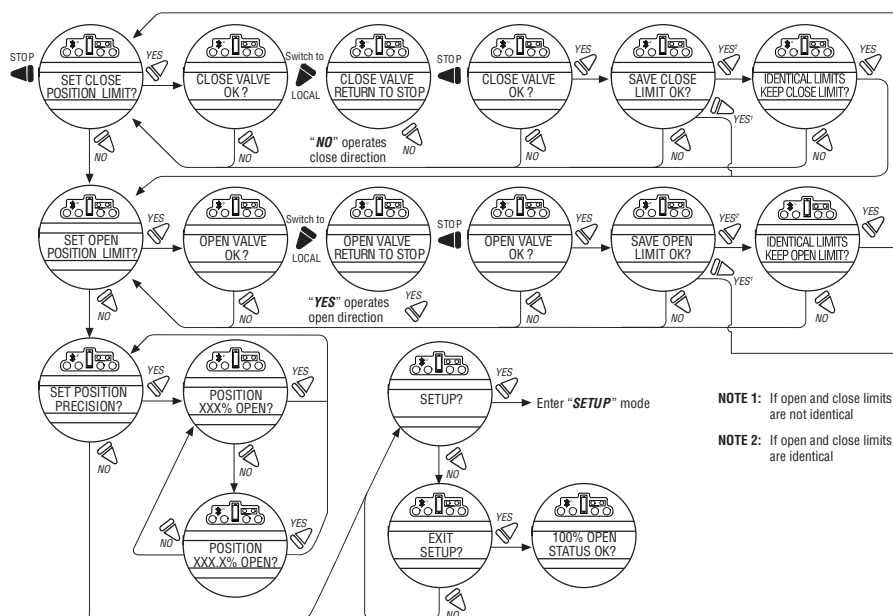 STOP
SET CLOSE
POSITION LIMIT?
YES
NO
CLOSE VALVE
OK ?
NO
Switch to
LOCAL
CLOSE VALVE
RETURN TO STOP
"NO" operates
close direction
NO
STOP
CLOSE VALVE
OK ?
YES
NO
SAVE CLOSE
LIMIT OK?
YES²
YES¹
NO
IDENTICAL LIMITS
KEEP CLOSE LIMIT?
YES
NO
SET OPEN
POSITION LIMIT?
YES
NO
OPEN VALVE
OK ?
NO
Switch to
LOCAL
OPEN VALVE
RETURN TO STOP
"YES" operates
open direction
YES
STOP
OPEN VALVE
OK ?
YES
NO
SAVE OPEN
LIMIT OK?
YES²
YES¹
NO
IDENTICAL LIMITS
KEEP OPEN LIMIT?
YES
NO
SET POSITION
PRECISION?
YES
NO
POSITION
XXX% OPEN?
YES
NO
POSITION
XXX.X% OPEN?
YES
NO
SETUP?
YES
Enter "SETUP" mode
NO
EXIT
SETUP?
YES
NO
100% OPEN
STATUS OK?
NOTE 1: If open and close limits
are not identical
NOTE 2: If open and close limits
are identical